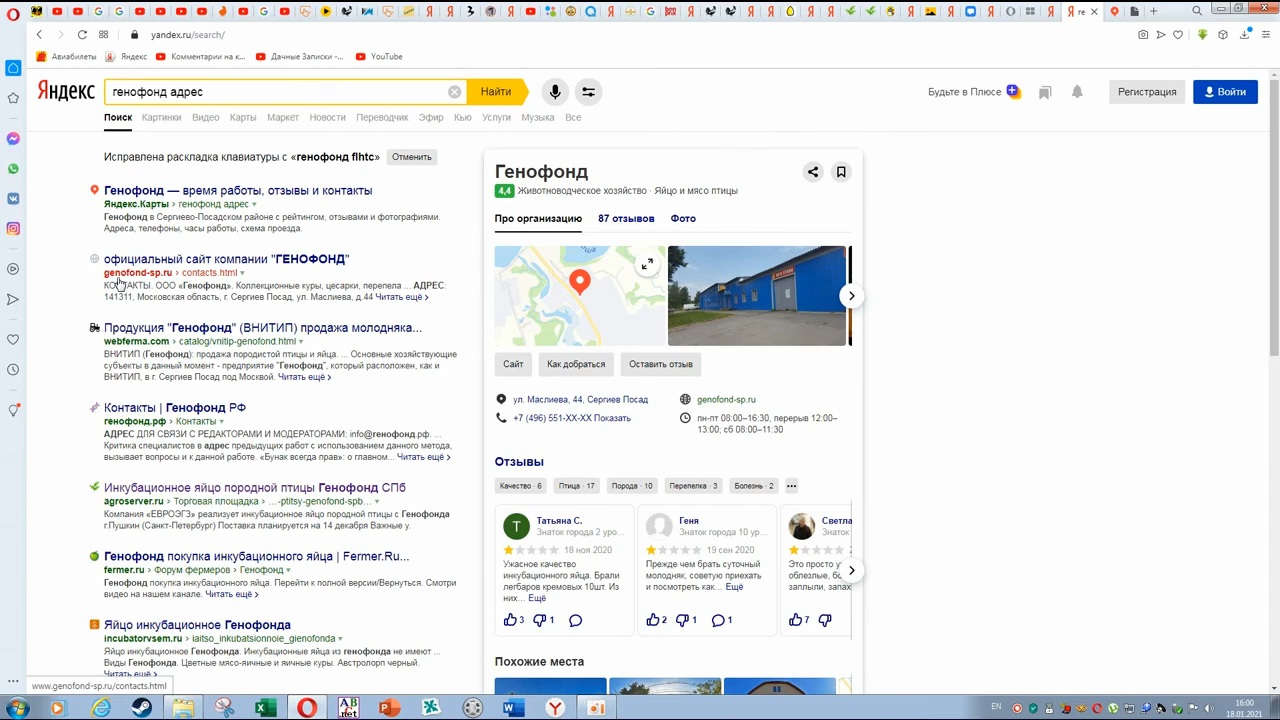 re
yandex.ru/search/
Авиабилеты
Яндекс
Комментарии на к...
Дачные Записки -...
YouTube
Яндекс
генофонд адрес
Найти
Будьте в Плюсе
Регистрация
Войти
Поиск Картинки Видео Карты Маркет Новости Переводчик Эфир Кью Услуги Музыка Все
Исправлена раскладка клавиатуры с «генофонд flhtc»
Отменить
Генофонд — время работы, отзывы и контакты
Яндекс.Карты › генофонд адрес
Генофонд в Сергиево-Посадском районе с рейтингом, отзывами и фотографиями.
Адреса, телефоны, часы работы, схема проезда.
официальный сайт компании "ГЕНОФОНД"
genofond-sp.ru › contacts.html
КОНТАКТЫ. ООО «Генофонд». Коллекционные куры, цесарки, перепела ... АДРЕС:
141311, Московская область, г. Сергиев Посад, ул. Маслиева, д.44 Читать ещё ›
Продукция "Генофонд" (ВНИТИП) продажа молодняка...
webferma.com › catalog/vnitip-genofond.html
ВНИТИП (Генофонд): продажа породистой птицы и яйца. ... Основные хозяйствующие
субъекты в данный момент - предприятие "Генофонд", который расположен, как и
ВНИТИП, в г. Сергиев Посад под Москвой. Читать ещё ›
Контакты | Генофонд РФ
генофонд.рф › Контакты
АДРЕС ДЛЯ СВЯЗИ С РЕДАКТОРАМИ И МОДЕРАТОРАМИ: info@генофонд.рф. ...
Критика специалистов в адрес предыдущих работ с использованием данного метода,
вызывает вопросы и к данной работе. «Бунак всегда прав»: о главном... Читать ещё ›
Инкубационное яйцо породной птицы Генофонд СПб
agroserver.ru › Торговая площадка › ...-ptitsy-genofond-spb...
Компания «ЕВРОЭГЗ» реализует инкубационное яйцо породной птицы с Генофонда
г.Пушкин (Санкт-Петербург) Поставка планируется на 14 декабря Важные у.
Генофонд покупка инкубационного яйца | Fermer.Ru...
fermer.ru › Форум фермеров › Генофонд
Генофонд покупка инкубационного яйца. Перейти к полной версии/Вернуться. Смотри
видео на нашем канале. Читать ещё ›
Яйцо инкубационное Генофонда
incubatorvsem.ru › iaitso_inkubatsionnoie_gienofonda
Яйцо инкубационное Генофонда. Инкубационные яйца из генофонда не имеют ...
Виды Генофонда. Цветные мясо-яичные и яичные куры. Австролорп черный.
Читать ещё ›
www.genofond-sp.ru/contacts.html
Генофонд
4,4 Животноводческое хозяйство · Яйцо и мясо птицы
Про организацию 87 отзывов Фото
Сайт
Как добраться
Оставить отзыв
ул. Маслиева, 44, Сергиев Посад
genofond-sp.ru
+7 (496) 551-XX-XX Показать
пн-пт 08:00–16:30, перерыв 12:00–
13:00; сб 08:00–11:30
Отзывы
Качество · 6
Птица · 17
Порода · 10
Перепелка · 3
Болезнь · 2
Т
Татьяна С.
Знаток города 2 уро...
18 ноя 2020
Ужасное качество
инкубационного яйца. Брали
легбаров кремовых 10шт. Из
них... Ещё
3 1
Геня
Знаток города 10 ур...
19 сен 2020
Прежде чем брать суточный
молодняк, советую приехать
и посмотреть как... Ещё
2 1 1
Светла
Знаток
Это просто у
облезлые, бо
заплыли, запах
7
Похожие места
EN
16:00
18.01.2021